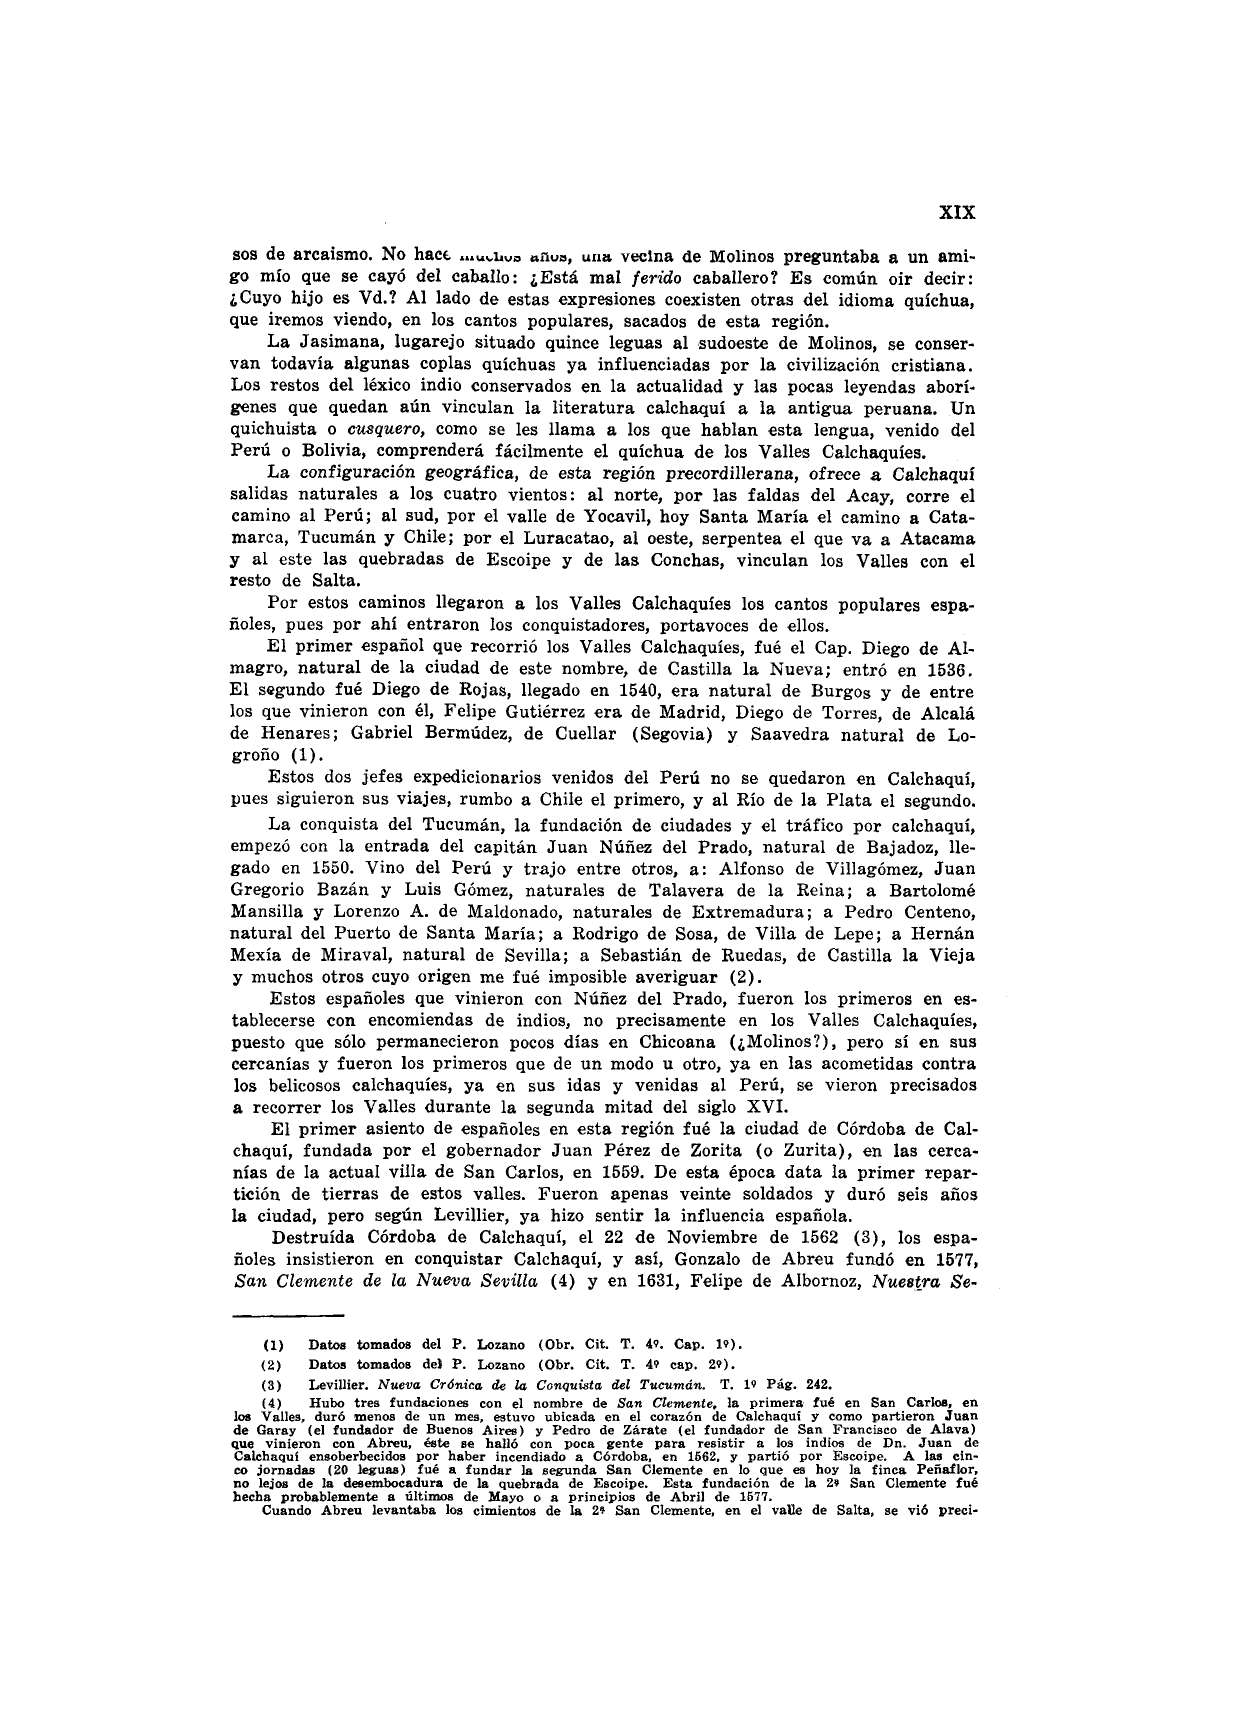 XIX
sos de arcaismo. No hace muchos años, una vecina de Molinos preguntaba a un ami-
go mío que se cayó del caballo: ¿Está mal ferido caballero? Es común oir decir:
¿Cuyo hijo es Vd.? Al lado de estas expresiones coexisten otras del idioma quíchua,
que iremos viendo, en los cantos populares, sacados de esta región.
La Jasimana, lugarejo situado quince leguas al sudoeste de Molinos, se conser-
van todavía algunas coplas quíchuas ya influenciadas por la civilización cristiana.
Los restos del léxico indio conservados en la actualidad y las pocas leyendas aborí-
genes que quedan aún vinculan la literatura calchaquí a la antigua peruana. Un
quichuista o cusquero, como se les llama a los que hablan esta lengua, venido del
Perú o Bolivia, comprenderá fácilmente el quíchua de los Valles Calchaquíes.
La configuración geográfica, de esta región precordillerana, ofrece a Calchaquí
salidas naturales a los cuatro vientos: al norte, por las faldas del Acay, corre el
camino al Perú; al sud, por el valle de Yocavil, hoy Santa María el camino a Cata-
marca, Tucumán y Chile; por el Luracatao, al oeste, serpentea el que va a Atacama
y al este las quebradas de Escoipe y de las Conchas, vinculan los Valles con el
resto de Salta.
Por estos caminos llegaron a los Valles Calchaquíes los cantos populares espa-
ñoles, pues por ahí entraron los conquistadores, portavoces de ellos.
El primer español que recorrió los Valles Calchaquíes, fué el Cap. Diego de Al-
magro, natural de la ciudad de este nombre, de Castilla la Nueva; entró en 1536.
El segundo fué Diego de Rojas, llegado en 1540, era natural de Burgos y de entre
los que vinieron con él, Felipe Gutiérrez era de Madrid, Diego de Torres, de Alcalá
de Henares; Gabriel Bermúdez, de Cuellar (Segovia) y Saavedra natural de Lo-
groño (1).
Estos dos jefes expedicionarios venidos del Perú no se quedaron en Calchaquí,
pues siguieron sus viajes, rumbo a Chile el primero, y al Río de la Plata el segundo.
La conquista del Tucumán, la fundación de ciudades y el tráfico por calchaquí,
empezó con la entrada del capitán Juan Núñez del Prado, natural de Bajadoz, lle-
gado en 1550. Vino del Perú y trajo entre otros, a: Alfonso de Villagómez, Juan
Gregorio Bazán y Luis Gómez, naturales de Talavera de la Reina; a Bartolomé
Mansilla y Lorenzo A. de Maldonado, naturales de Extremadura; a Pedro Centeno,
natural del Puerto de Santa María; a Rodrigo de Sosa, de Villa de Lepe; a Hernán
Mexía de Miraval, natural de Sevilla; a Sebastián de Ruedas, de Castilla la Vieja
y muchos otros cuyo origen me fué imposible averiguar (2).
Estos españoles que vinieron con Núñez del Prado, fueron los primeros en es-
tablecerse con encomiendas de indios, no precisamente en los Valles Calchaquíes,
puesto que sólo permanecieron pocos días en Chicoana (¿Molinos?), pero sí en sus
cercanías y fueron los primeros que de un modo u otro, ya en las acometidas contra
los belicosos calchaquíes, ya en sus idas y venidas al Perú, se vieron precisados
a recorrer los Valles durante la segunda mitad del siglo XVI.
El primer asiento de españoles en esta región fué la ciudad de Córdoba de Cal-
chaquí, fundada por el gobernador Juan Pérez de Zorita (o Zurita), en las cerca-
nías de la actual villa de San Carlos, en 1559. De esta época data la primer repar-
tición de tierras de estos valles. Fueron apenas veinte soldados y duró seis años
la ciudad, pero según Levillier, ya hizo sentir la influencia española.
Destruída Córdoba de Calchaquí, el 22 de Noviembre de 1562 (3), los espa-
ñoles insistieron en conquistar Calchaquí, y así, Gonzalo de Abreu fundó en 1577,
San Clemente de la Nueva Sevilla (4) y en 1631, Felipe de Albornoz, Nuestra Se-
(1) Datos tomados del P. Lozano (Obr. Cit. T. 4º. Cap. 1º).
(2) Datos tomados del P. Lozano (Obr. Cit. T. 4º cap. 2º).
(3) Levillier. Nueva Crónica de la Conquista del Tucumán. T. 1º Pág. 242.
(4) Hubo tres fundaciones con el nombre de San Clemente, la primera fué en San Carlos, en
los Valles, duró menos de un mes, estuvo ubicada en el corazón de Calchaquí y como partieron Juan
de Garay (el fundador de Buenos Aires) y Pedro de Zárate (el fundador de San Francisco de Alava)
que vinieron con Abreu, éste se halló con poca gente para resistir a los indios de Dn. Juan de
Calchaquí ensoberbecidos por haber incendiado a Córdoba, en 1562, y partió por Escoipe. A las cin-
co jornadas (20 leguas) fué a fundar la segunda San Clemente en lo que es hoy la finca Peñaflor,
no lejos de la desembocadura de la quebrada de Escoipe. Esta fundación de la 2ª San Clemente fué
hecha probablemente a últimos de Mayo o a principios de Abril de 1577.
Cuando Abreu levantaba los cimientos de la 2ª San Clemente, en el valle de Salta, se vió preci-